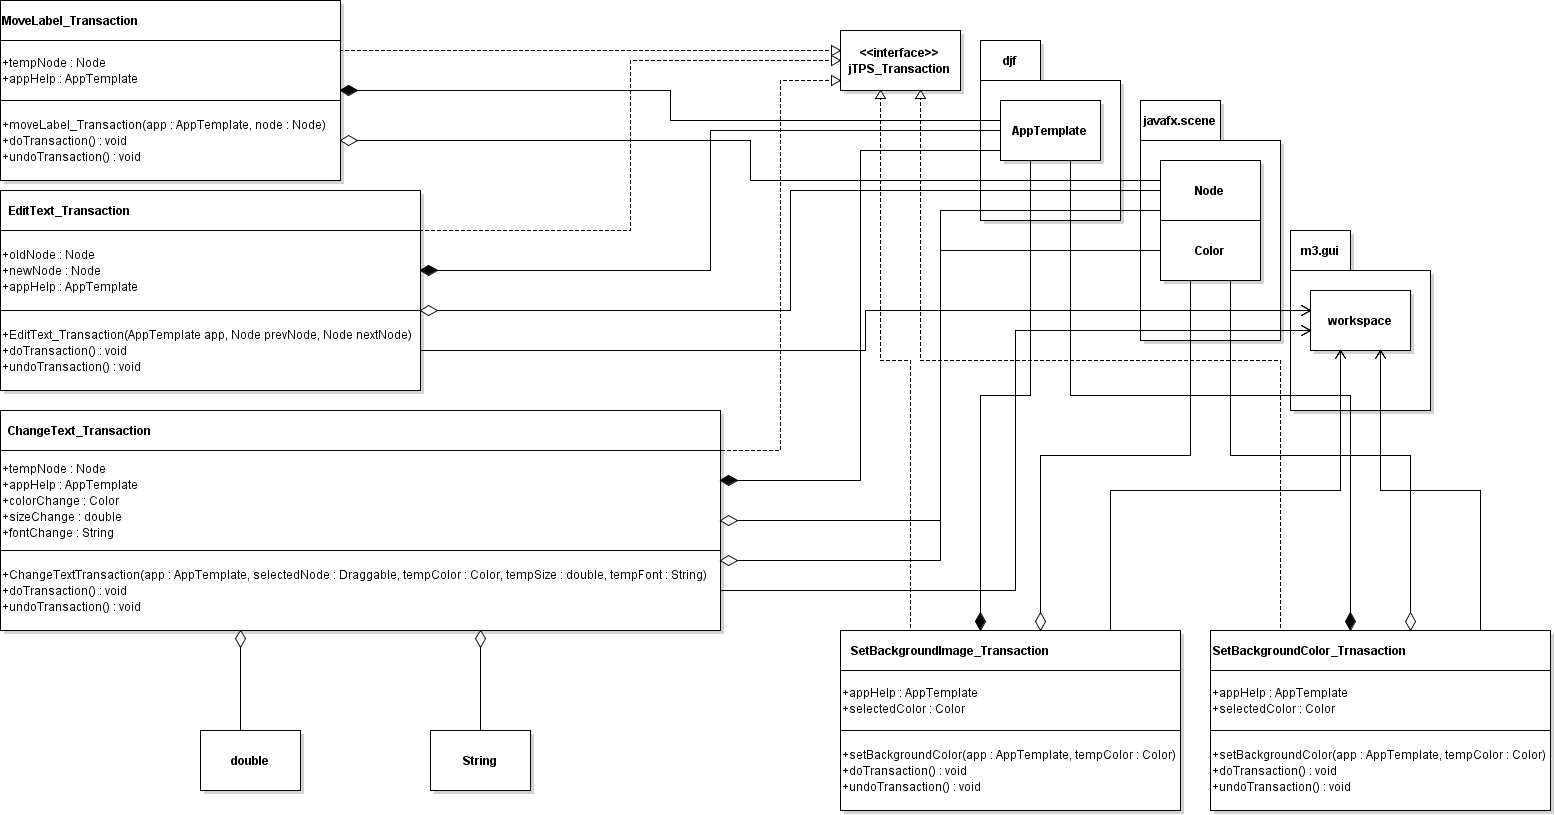 MoveLabel_Transaction
+tempNode : Node
+appHelp : AppTemplate
+moveLabel_Transaction(app : AppTemplate, node : Node)
+doTransaction() : void
+undoTransaction() : void
<<interface>>
jTPS_Transaction
djf
AppTemplate
javafx.scene
Node
Color
m3.gui
workspace
EditText_Transaction
+oldNode : Node
+newNode : Node
+appHelp : AppTemplate
+EditText_Transaction(AppTemplate app, Node prevNode, Node nextNode)
+doTransaction() : void
+undoTransaction() : void
ChangeText_Transaction
+tempNode : Node
+appHelp : AppTemplate
+colorChange : Color
+sizeChange : double
+fontChange : String
+ChangeTextTransaction(app : AppTemplate, selectedNode : Draggable, tempColor : Color, tempSize : double, tempFont : String)
+doTransaction() : void
+undoTransaction() : void
double
String
SetBackgroundImage_Transaction
+appHelp : AppTemplate
+selectedColor : Color
+setBackgroundColor(app : AppTemplate, tempColor : Color)
+doTransaction() : void
+undoTransaction() : void
SetBackgroundColor_Trnasaction
+appHelp : AppTemplate
+selectedColor : Color
+setBackgroundColor(app : AppTemplate, tempColor : Color)
+doTransaction() : void
+undoTransaction() : void